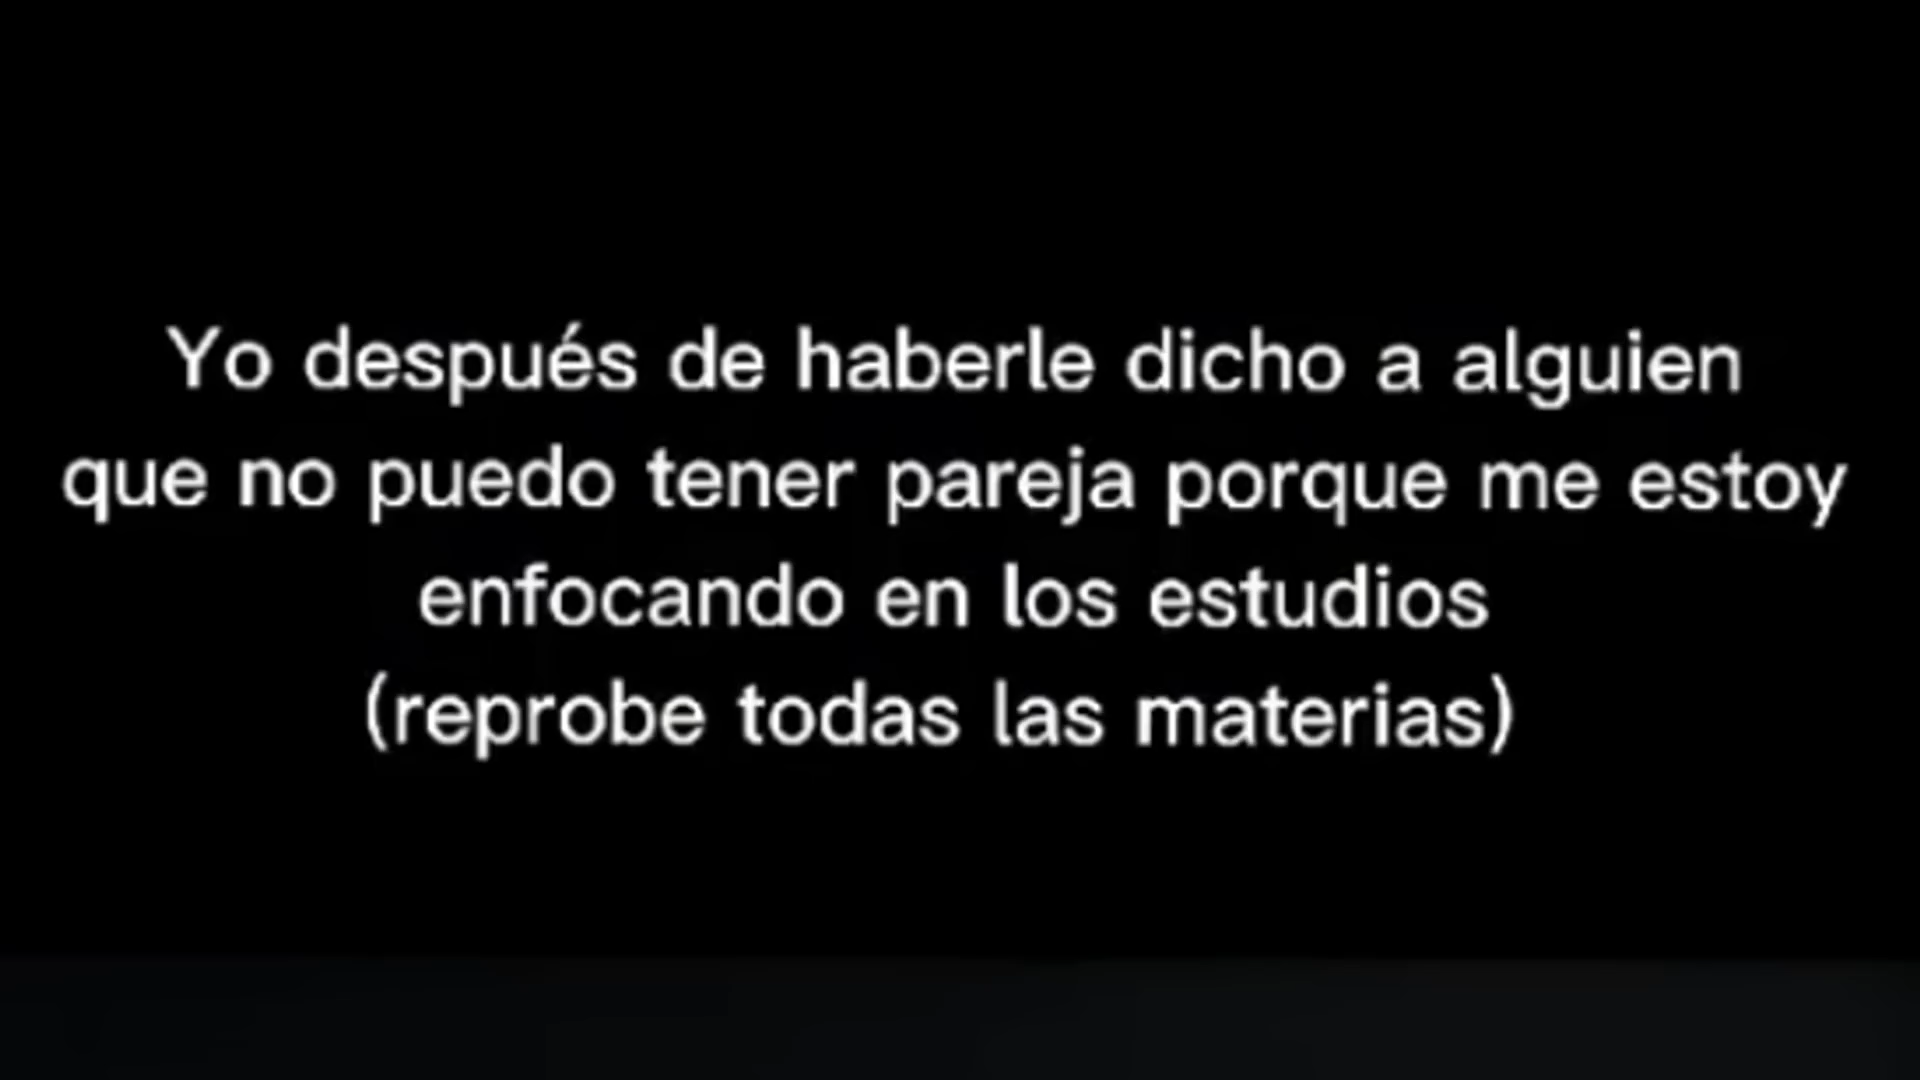 Yo después de haberle dicho a alguien
que no puedo tener pareja porque me estoy
enfocando en los estudios
(reprobe todas las materias)